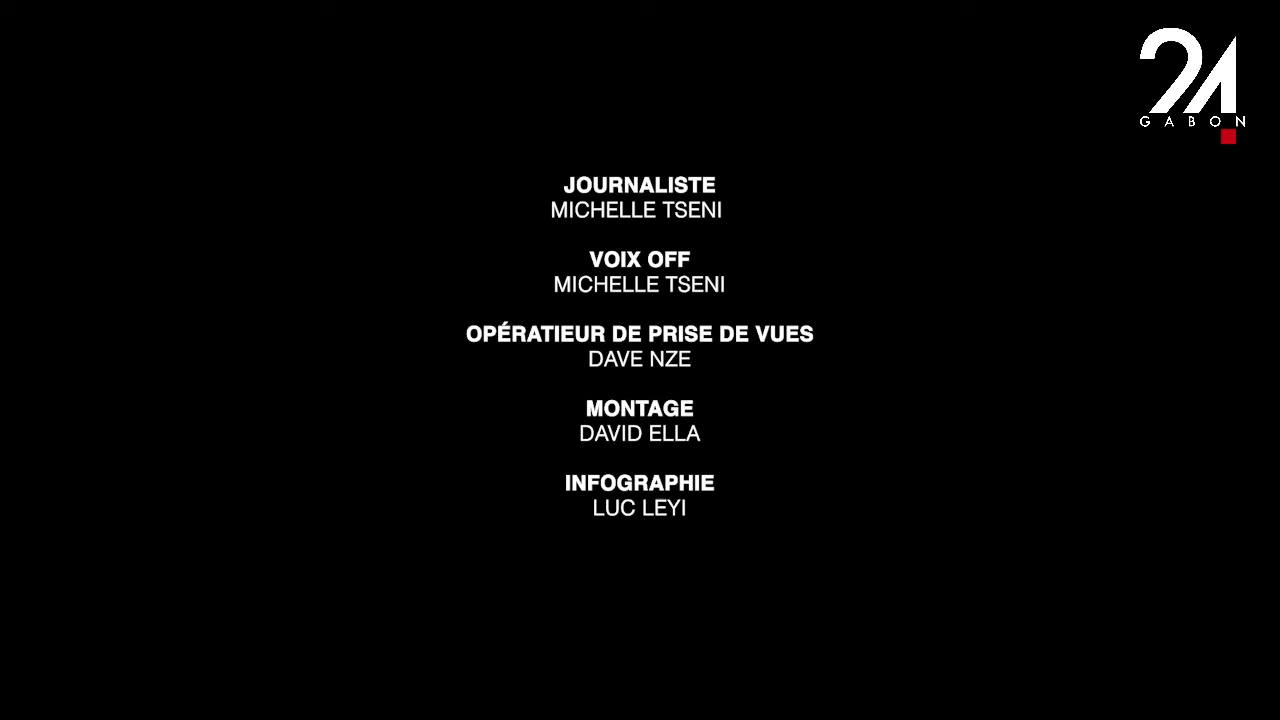 24
GABON
JOURNALISTE
MICHELLE TSENI
VOIX OFF
MICHELLE TSENI
OPÉRATIEUR DE PRISE DE VUES
DAVE NZE
MONTAGE
DAVID ELLA
INFOGRAPHIE
LUC LEYI